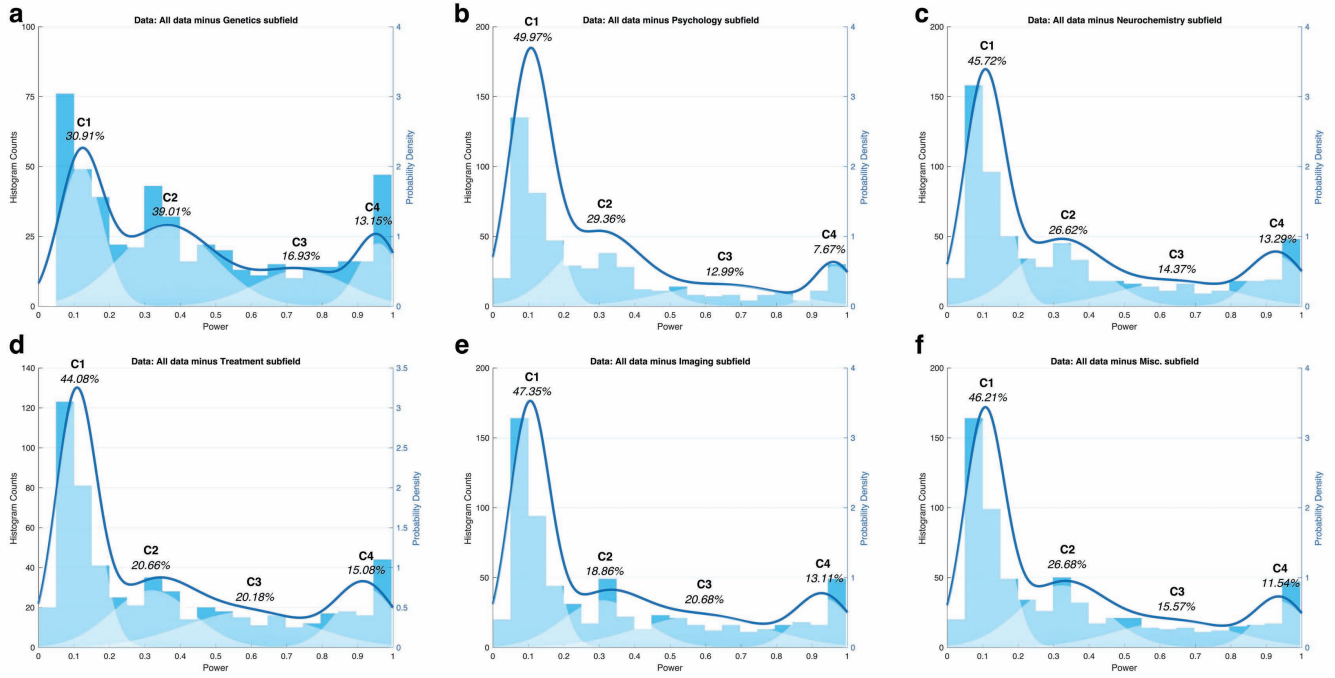 a
Data: All data minus Genetics subfield
100
75
50
25
0
Histogram Counts
C1
30.91%
C2
39.01%
C3
16.93%
C4
13.15%
4
3
2
1
0
Probability Density
0 0.1 0.2 0.3 0.4 0.5 0.6 0.7 0.8 0.9 1
Power
b
Data: All data minus Psychology subfield
200
150
100
50
0
Histogram Counts
C1
49.97%
C2
29.36%
C3
12.99%
C4
7.67%
4
3
2
1
0
Probability Density
0 0.1 0.2 0.3 0.4 0.5 0.6 0.7 0.8 0.9 1
Power
c
Data: All data minus Neurochemistry subfield
200
150
100
50
0
Histogram Counts
C1
45.72%
C2
26.62%
C3
14.37%
C4
13.29%
4
3
2
1
0
Probability Density
0 0.1 0.2 0.3 0.4 0.5 0.6 0.7 0.8 0.9 1
Power
d
Data: All data minus Treatment subfield
140
120
100
80
60
40
20
0
Histogram Counts
C1
44.08%
C2
20.66%
C3
20.18%
C4
15.08%
3.5
3
2.5
2
1.5
1
0.5
0
Probability Density
0 0.1 0.2 0.3 0.4 0.5 0.6 0.7 0.8 0.9 1
Power
e
Data: All data minus Imaging subfield
200
150
100
50
0
Histogram Counts
C1
47.35%
C2
18.86%
C3
20.68%
C4
13.11%
4
3
2
1
0
Probability Density
0 0.1 0.2 0.3 0.4 0.5 0.6 0.7 0.8 0.9 1
Power
f
Data: All data minus Misc. subfield
200
150
100
50
0
Histogram Counts
C1
46.21%
C2
26.68%
C3
15.57%
C4
11.54%
4
3
2
1
0
Probability Density
0 0.1 0.2 0.3 0.4 0.5 0.6 0.7 0.8 0.9 1
Power